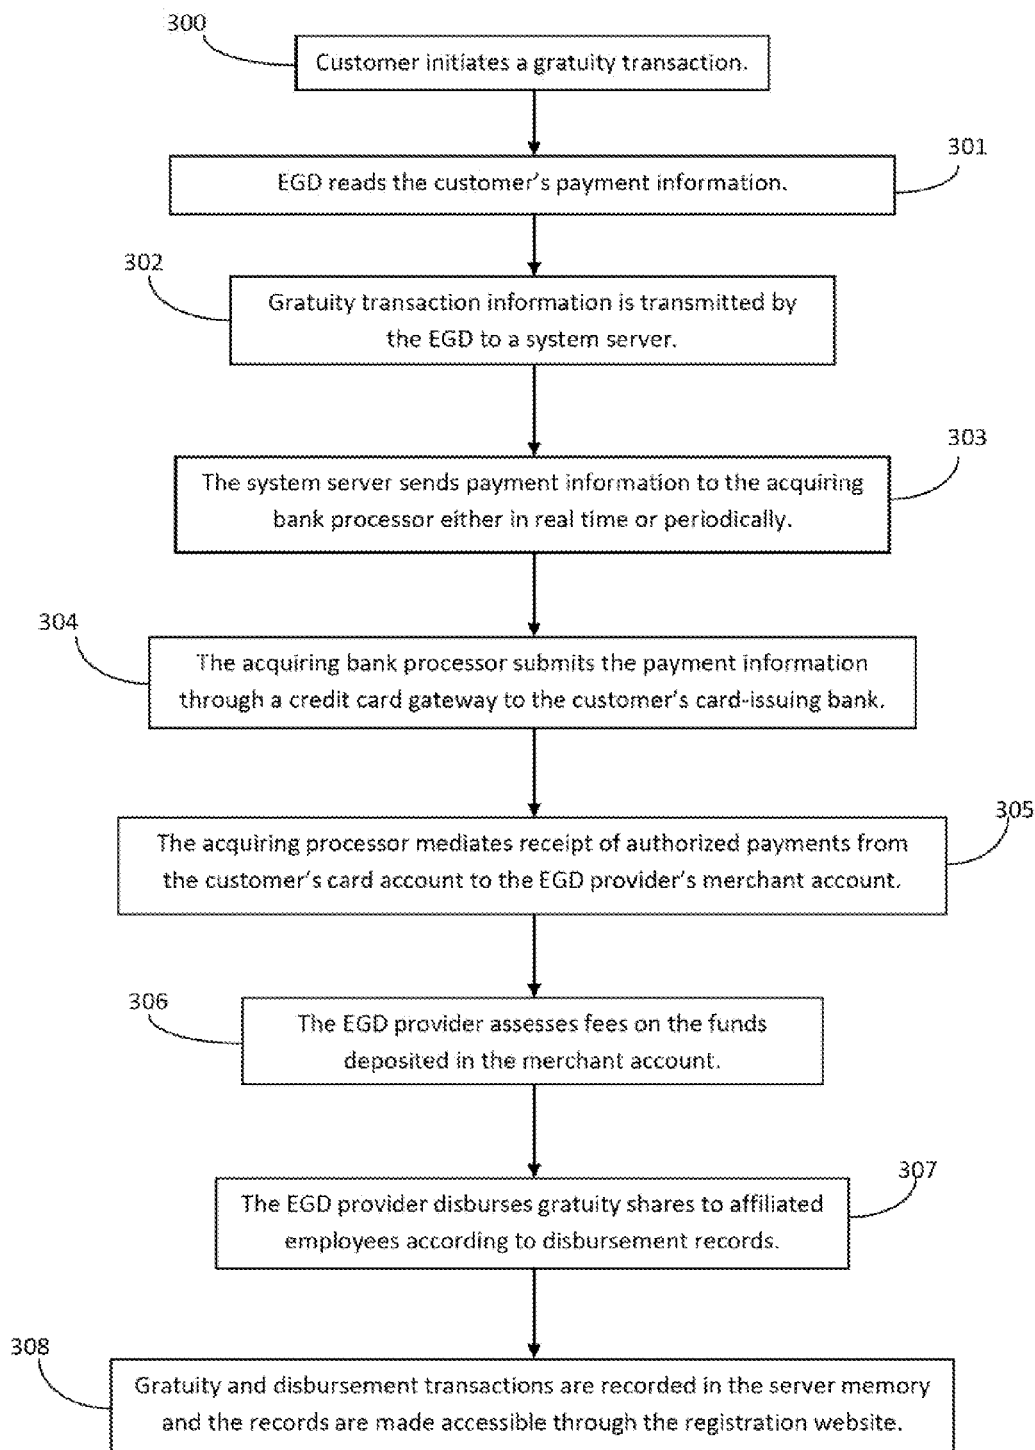 300
Customer initiates a gratuity transaction.
301
EGD reads the customer's payment information.
302
Gratuity transaction information is transmitted by
the EGD to a system server.
303
The system server sends payment information to the acquiring
bank processor either in real time or periodically.
304
The acquiring bank processor submits the payment information
through a credit card gateway to the customer's card-issuing bank.
305
The acquiring processor mediates receipt of authorized payments from
the customer's card account to the EGD provider's merchant account.
306
The EGD provider assesses fees on the funds
deposited in the merchant account.
307
The EGD provider disburses gratuity shares to affiliated
employees according to disbursement records.
308
Gratuity and disbursement transactions are recorded in the server memory
and the records are made accessible through the registration website.